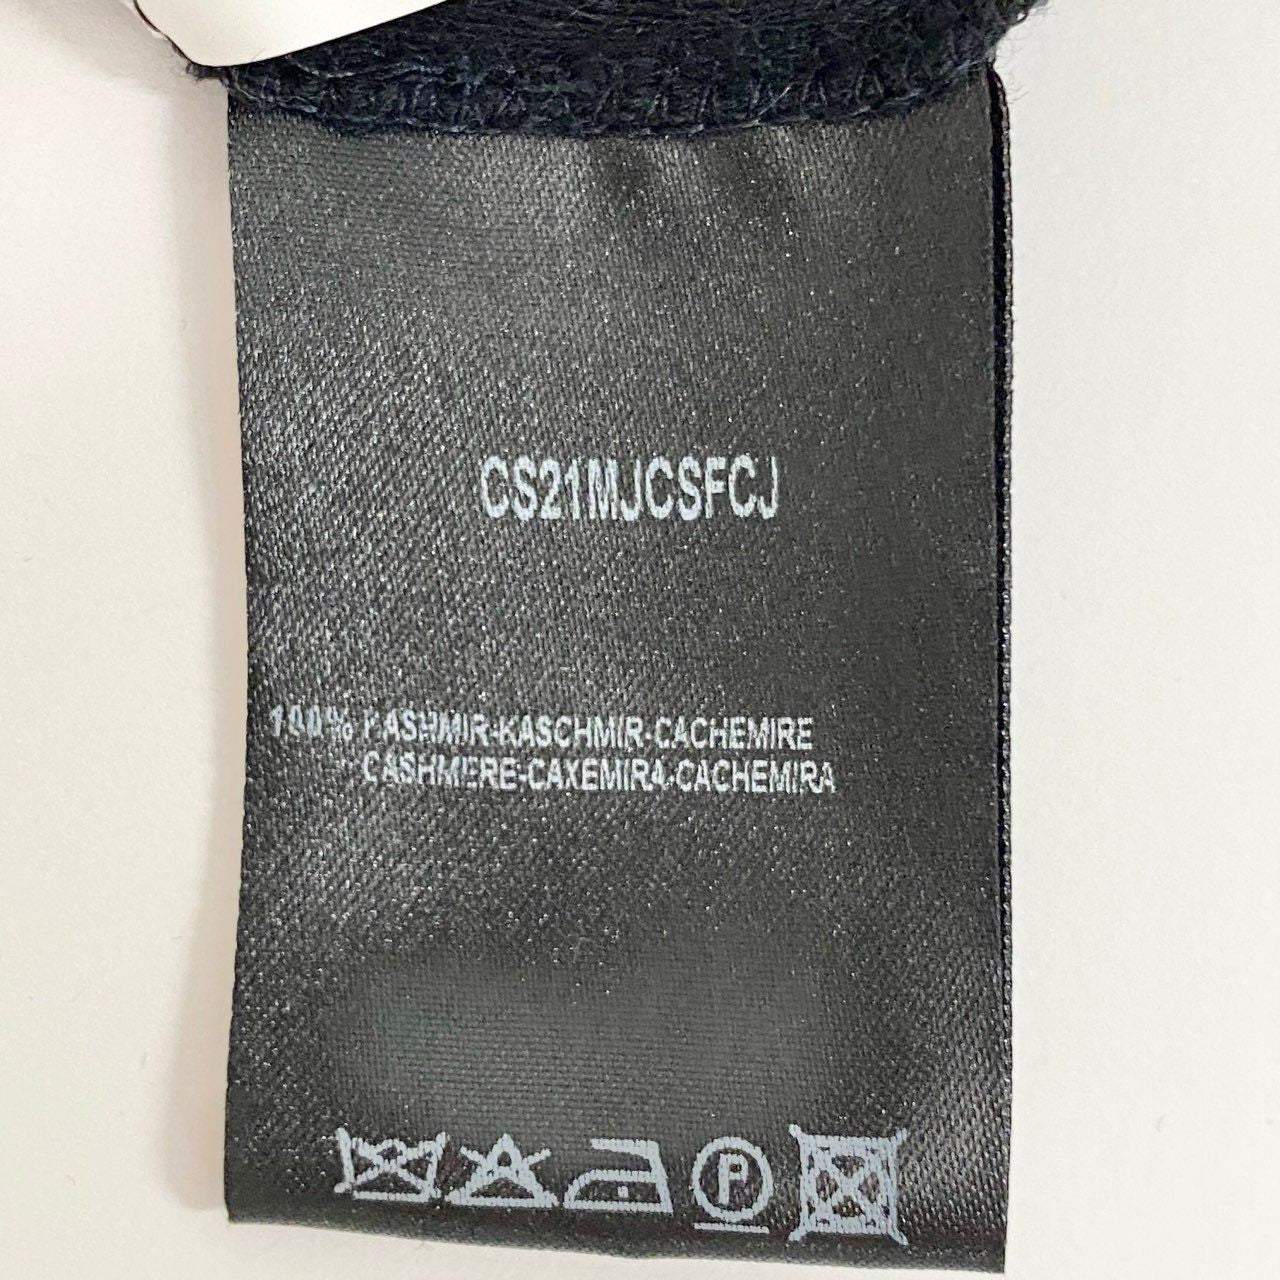 CS21MJCSFCJ
100% KASHMIR-KASCHMIR-CACHEMIRE
CASHMERE-CAXEMIRA-CACHEMIRA
P